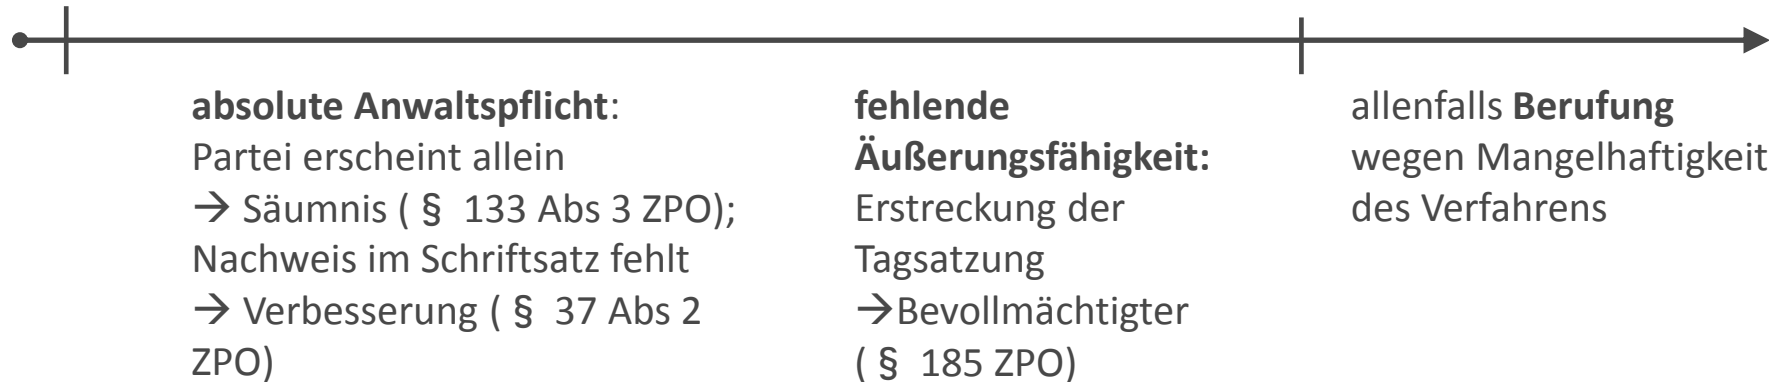 absolute Anwaltspflicht:
Partei erscheint allein
→ Säumnis ( § 133 Abs 3 ZPO);
Nachweis im Schriftsatz fehlt
→ Verbesserung ( § 37 Abs 2
ZPO)
fehlende
Äußerungsfähigkeit:
Erstreckung der
Tagsatzung
→Bevollmächtigter
( § 185 ZPO)
allenfalls Berufung
wegen Mangelhaftigkeit
des Verfahrens